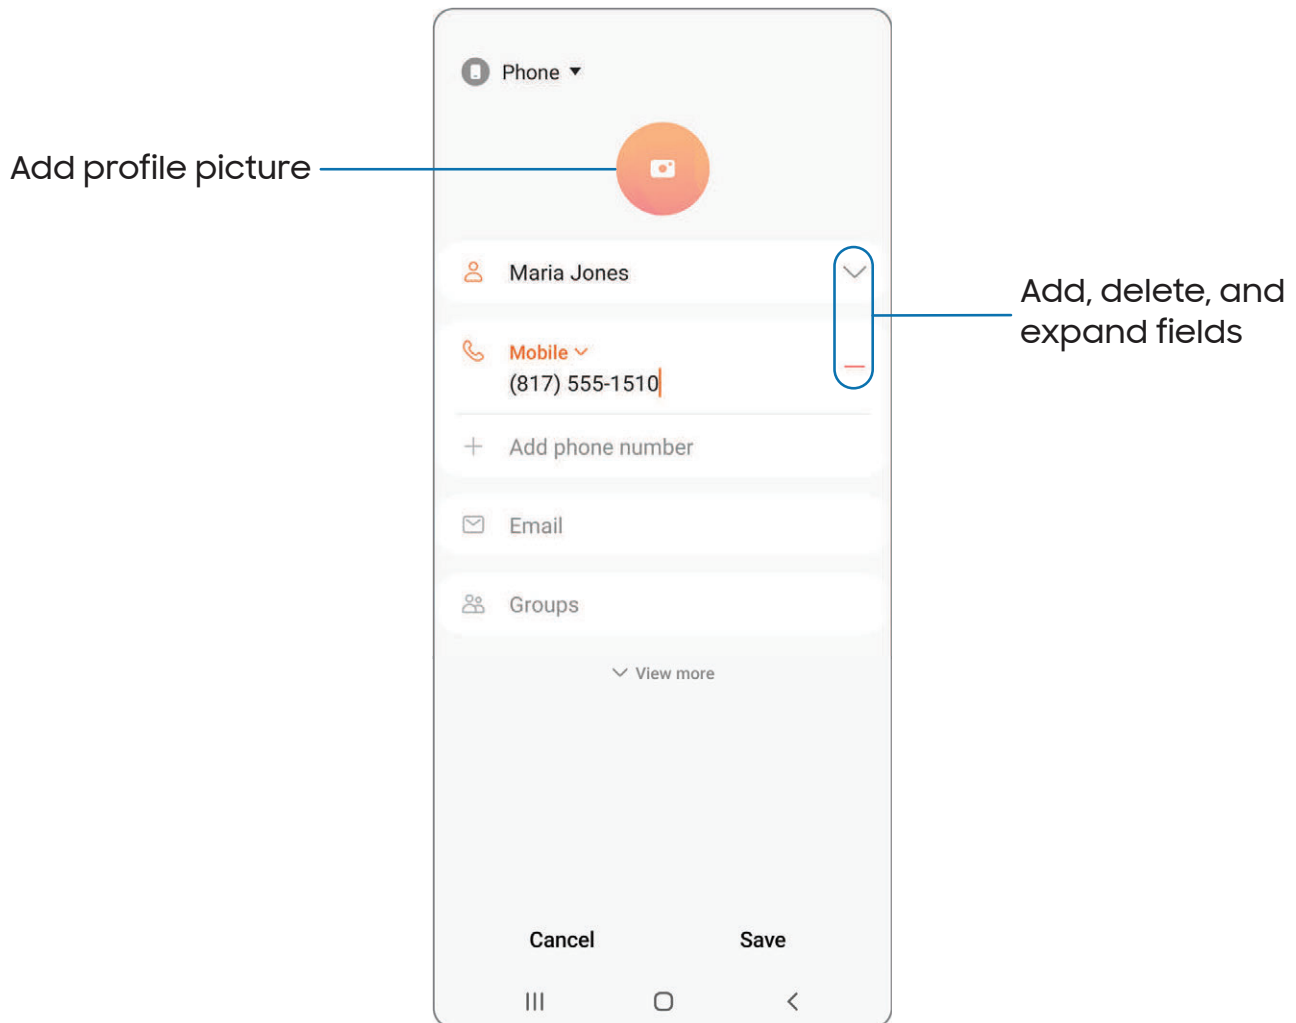 Phone
Add profile picture
Maria Jones
Add, delete, and
expand fields
Mobile
(817) 555-1510
Add phone number
Email
Groups
View more
Cancel
Save